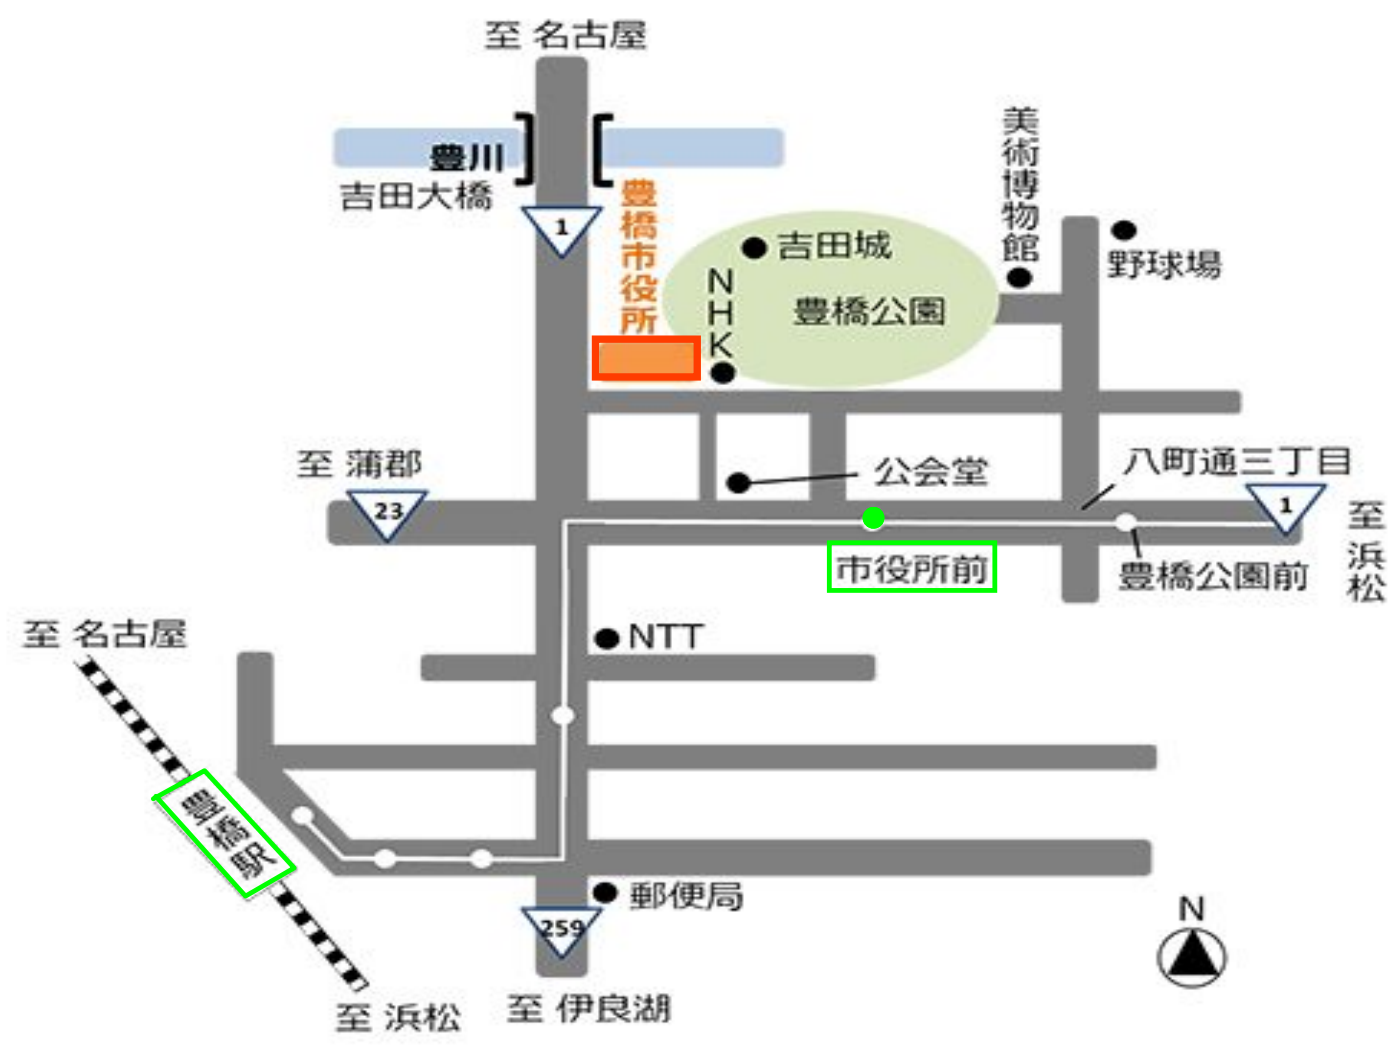 至 名古屋
豊川
吉田大橋
1
豊橋市役所
美術博物館
吉田城
NHK
豊橋公園
野球場
至 蒲郡
23
公会堂
八町通三丁目
1
至 浜松
市役所前
豊橋公園前
至 名古屋
NTT
豊橋駅
郵便局
259
N
至 浜松
至 伊良湖